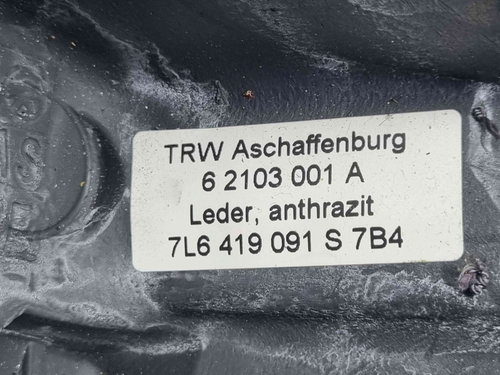 TRW Aschaffenburg
6 2103 001 A
Leder, anthrazit
7L6 419 091 S 7B4